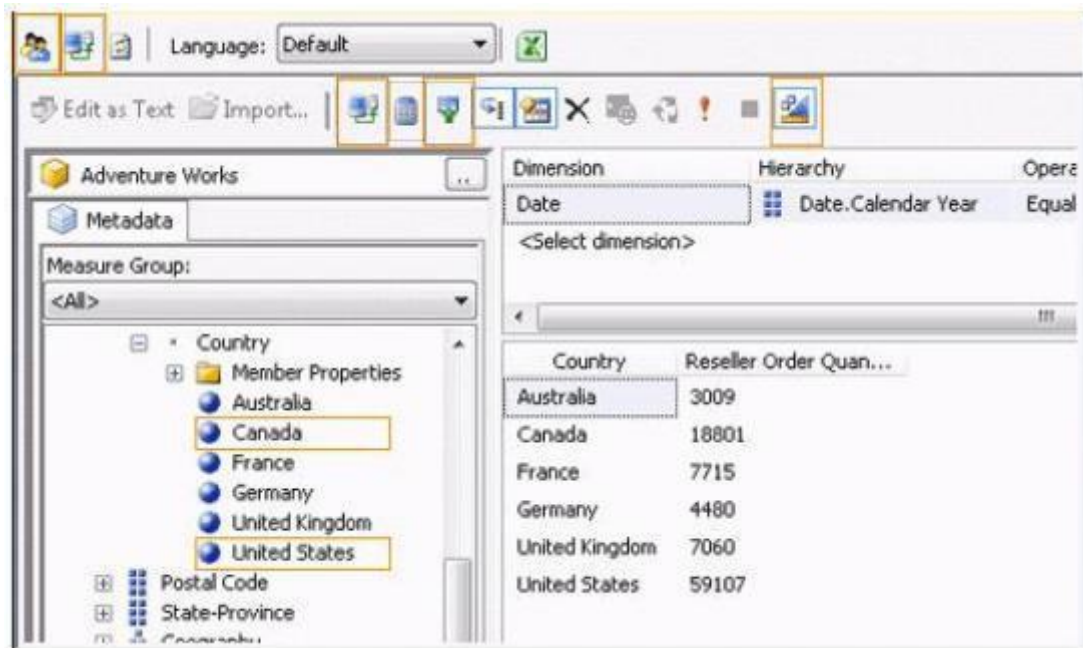 Language: Default
Edit as Text Import...
Adventure Works ..
Metadata
Measure Group:
<All>
Country
Member Properties
Australia
Canada
France
Germany
United Kingdom
United States
Postal Code
State-Province
Dimension Hierarchy Opera
Date Date.Calendar Year Equal
<Select dimension>
Country Reseller Order Quan...
Australia 3009
Canada 18801
France 7715
Germany 4480
United Kingdom 7060
United States 59107